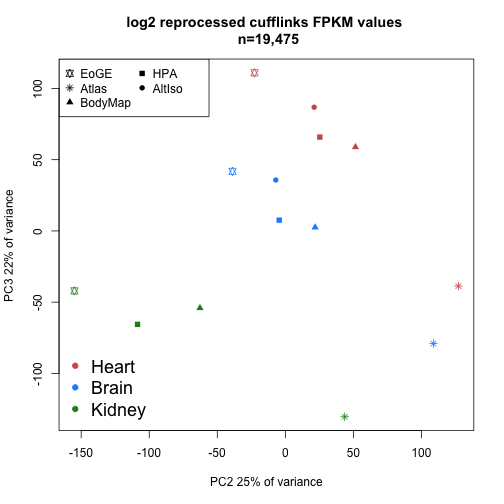 log2 reprocessed cufflinks FPKM values
n=19,475
EoGE HPA
Atlas AltIso
BodyMap
PC3 22% of variance
100
50
0
-50
-100
Heart
Brain
Kidney
-150 -100 -50 0 50 100
PC2 25% of variance